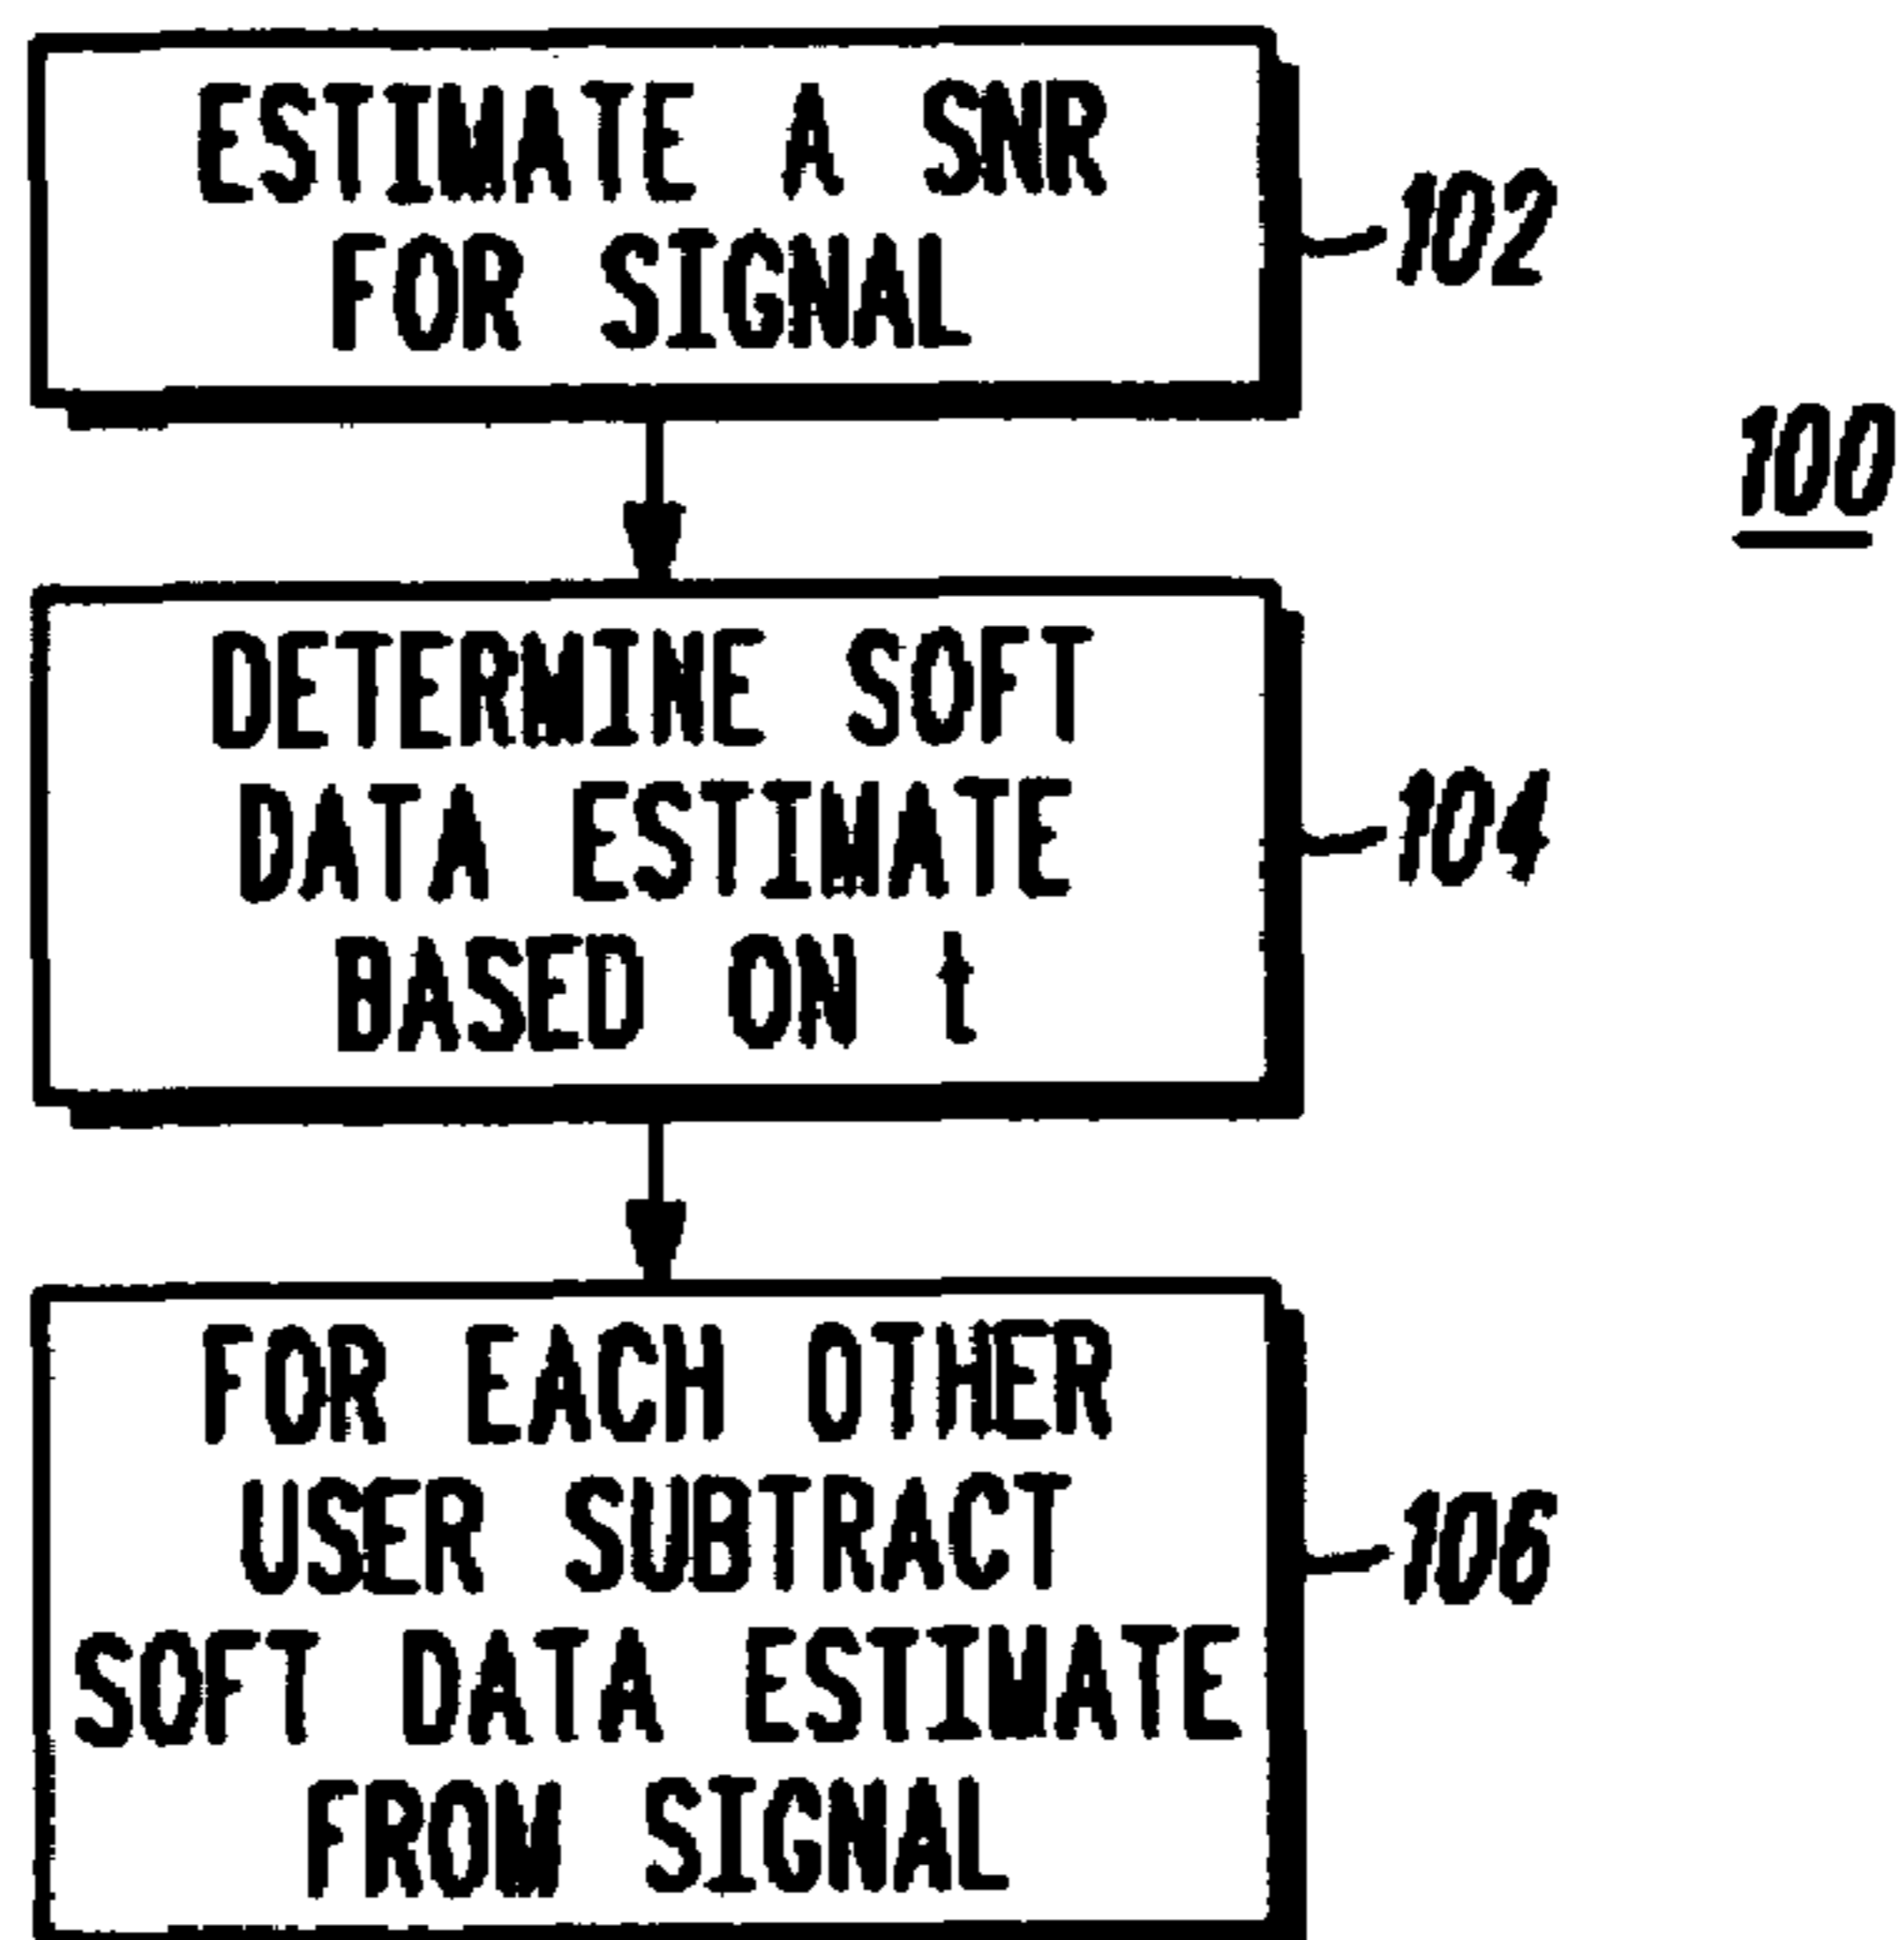 ESTIMATE A SNR
FOR SIGNAL
102
100
DETERMINE SOFT
DATA ESTIMATE
BASED ON t
104
FOR EACH OTHER
USER SUBTRACT
SOFT DATA ESTIMATE
FROM SIGNAL
106